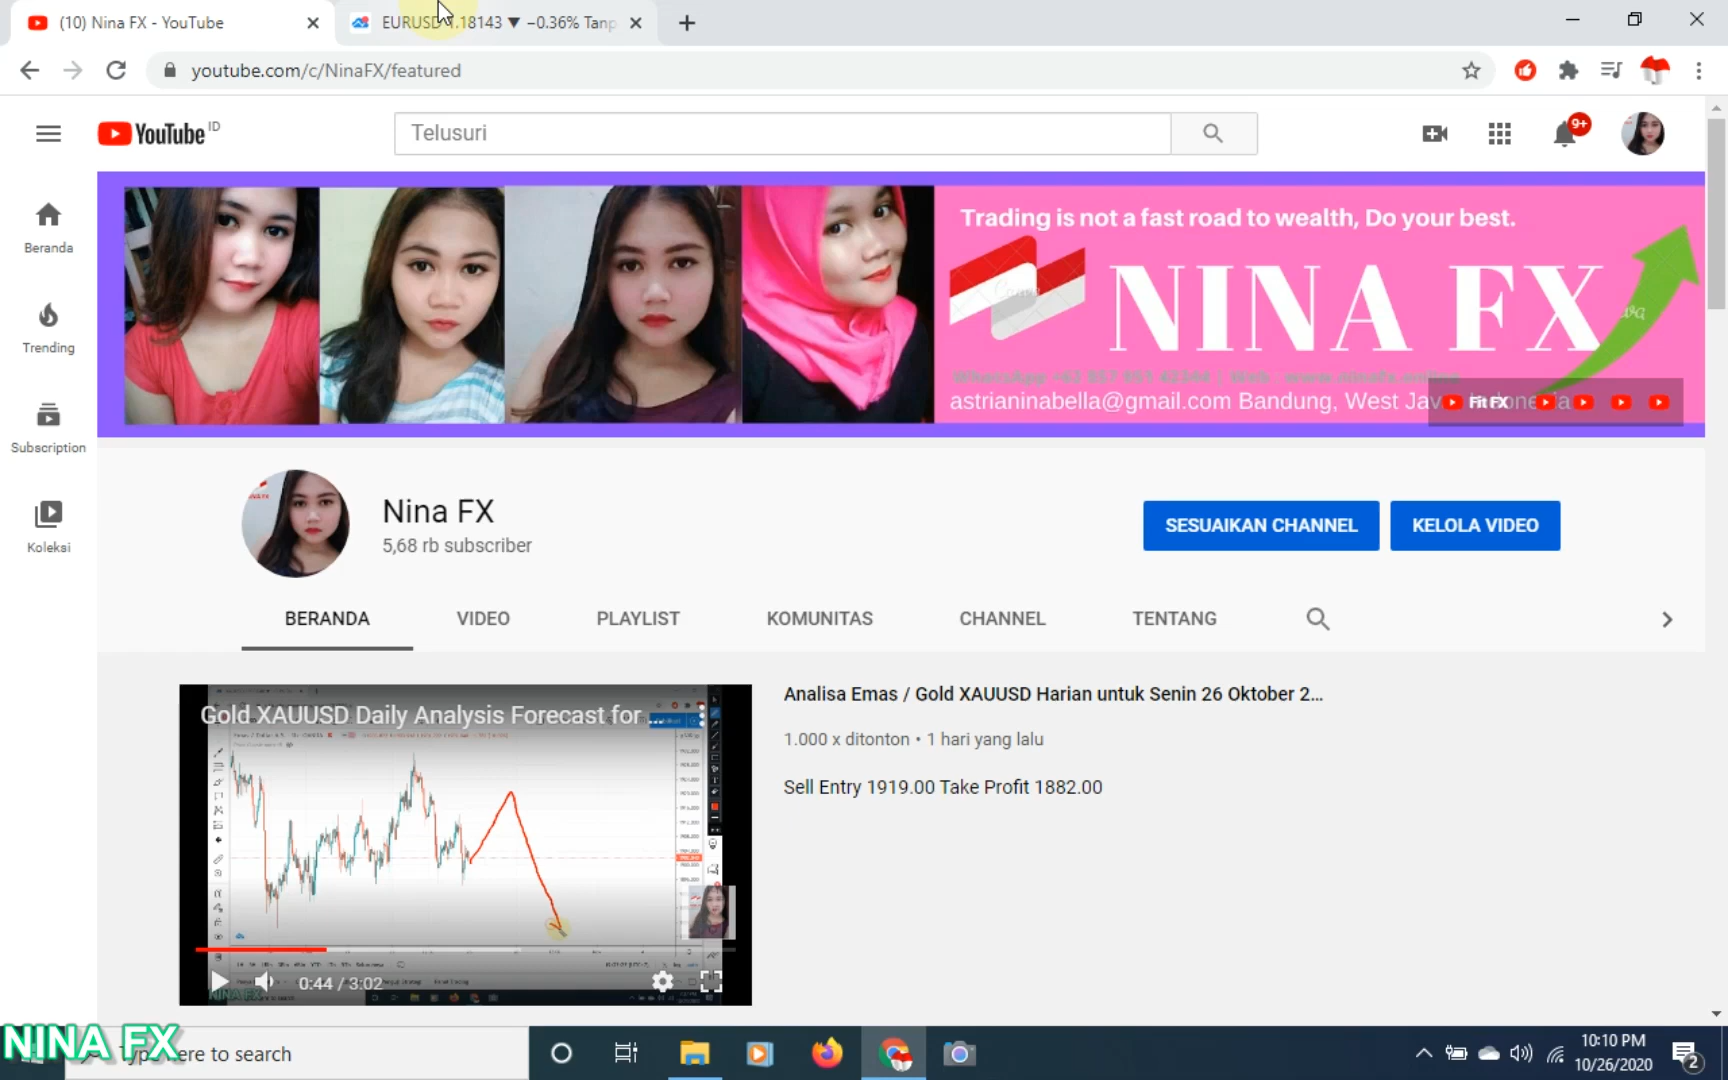 (10) Nina FX - YouTube
EURUSD 1.18143 ▼ −0.36% Tanp
youtube.com/c/NinaFX/featured
YouTube ID
Telusuri
9+
Beranda
Trending
Subscription
Koleksi
Trading is not a fast road to wealth, Do your best.
NINA FX
astrianinabella@gmail.com Bandung, West Jav
Fit FX
Nina FX
5,68 rb subscriber
SESUAIKAN CHANNEL
KELOLA VIDEO
BERANDA
VIDEO
PLAYLIST
KOMUNITAS
CHANNEL
TENTANG
Gold XAUUSD Daily Analysis Forecast for ...
0:44 / 3:02
Analisa Emas / Gold XAUUSD Harian untuk Senin 26 Oktober 2...
1.000 x ditonton • 1 hari yang lalu
Sell Entry 1919.00 Take Profit 1882.00
NINA FX
Type here to search
10:10 PM
10/26/2020
2